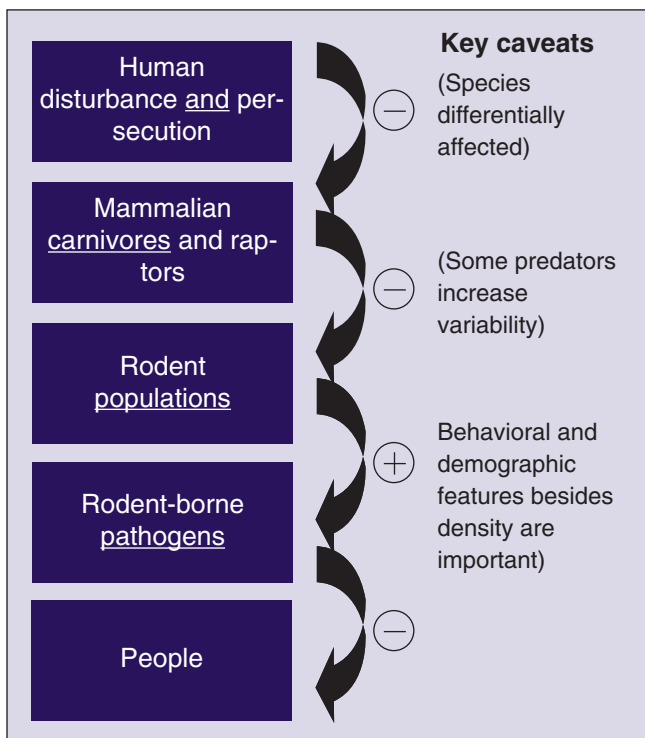 Key caveats
Human
disturbance and per-
secution
−
(Species
differentially
affected)
Mammalian
carnivores and rap-
tors
−
(Some predators
increase
variability)
Rodent
populations
+
Behavioral and
demographic
features besides
density are
important)
Rodent-borne
pathogens
−
People